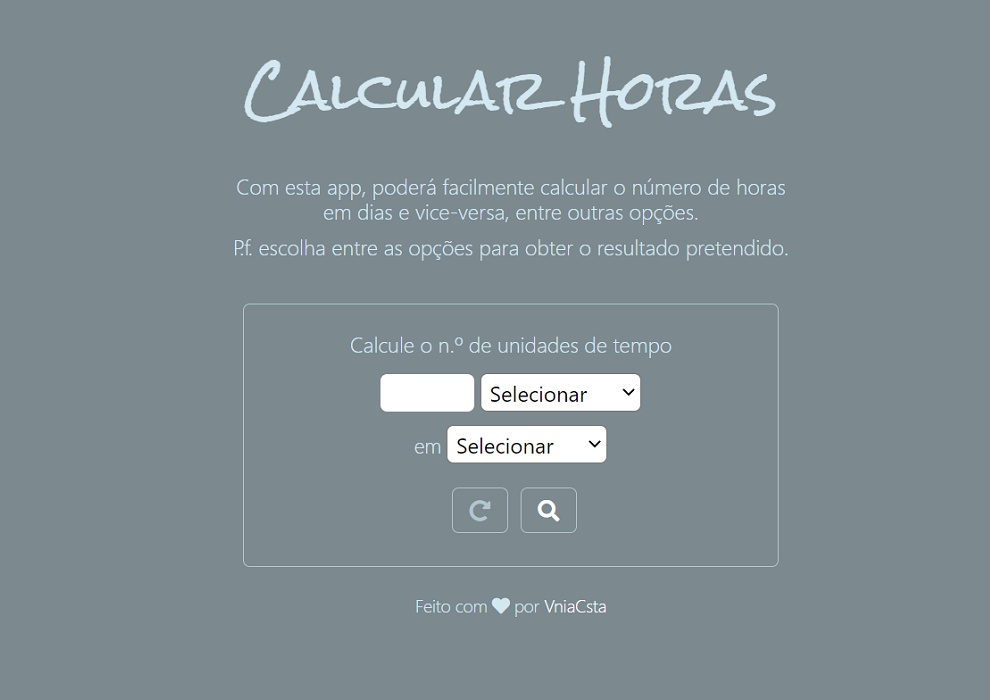 Calcular Horas
Com esta app, poderá facilmente calcular o número de horas
em dias e vice-versa, entre outras opções.
P.f. escolha entre as opções para obter o resultado pretendido.
Calcule o n.º de unidades de tempo
Selecionar
em Selecionar
Feito com por VniaCsta